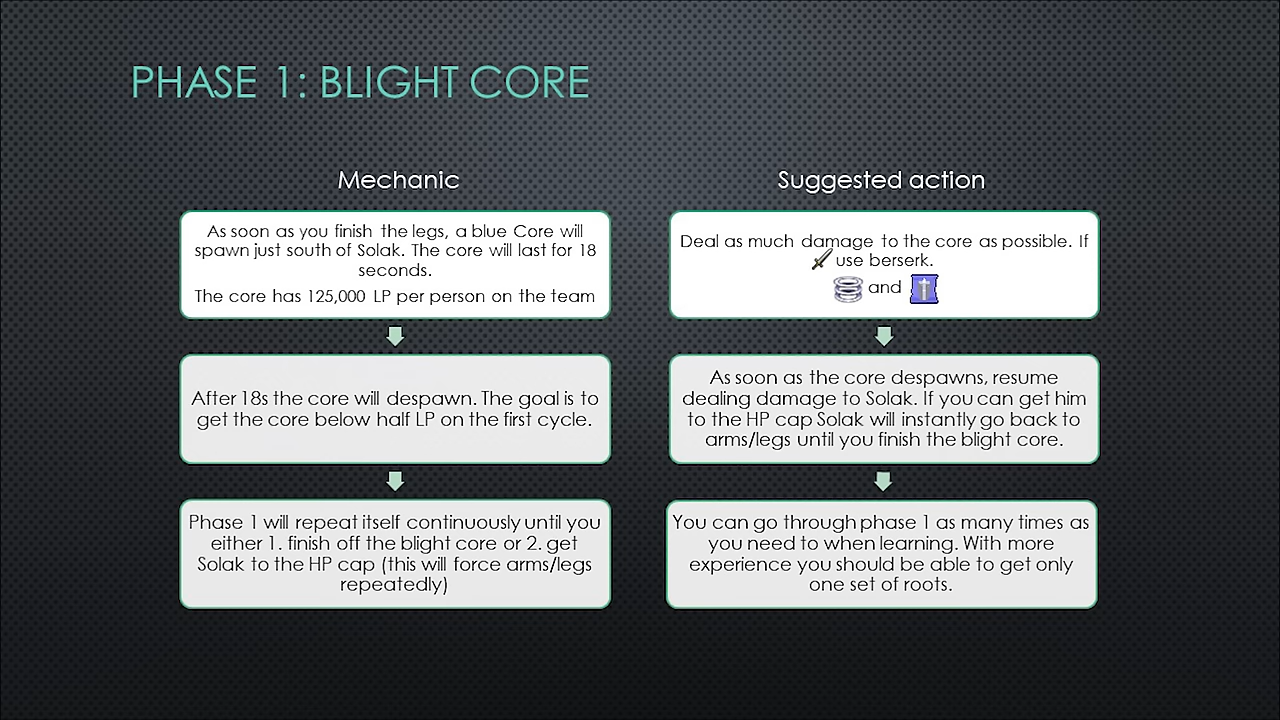 PHASE 1: BLIGHT CORE
Mechanic
As soon as you finish the legs, a blue Core will
spawn just south of Solak. The core will last for 18
seconds.
The core has 125,000 LP per person on the team
After 18s the core will despawn. The goal is to
get the core below half LP on the first cycle.
Phase 1 will repeat itself continuously until you
either 1. finish off the blight core or 2. get
Solak to the HP cap (this will force arms/legs
repeatedly)
Suggested action
Deal as much damage to the core as possible. If
use berserk.
and
As soon as the core despawns, resume
dealing damage to Solak. If you can get him
to the HP cap Solak will instantly go back to
arms/legs until you finish the blight core.
You can go through phase 1 as many times as
you need to when learning. With more
experience you should be able to get only
one set of roots.